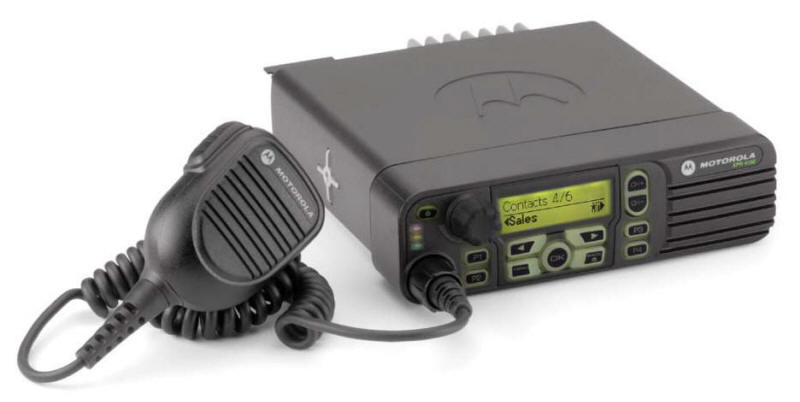 MOTOROLA
MOTOROLA
Contacts 4/6
Sales
P1
P2
OK
P3
P4